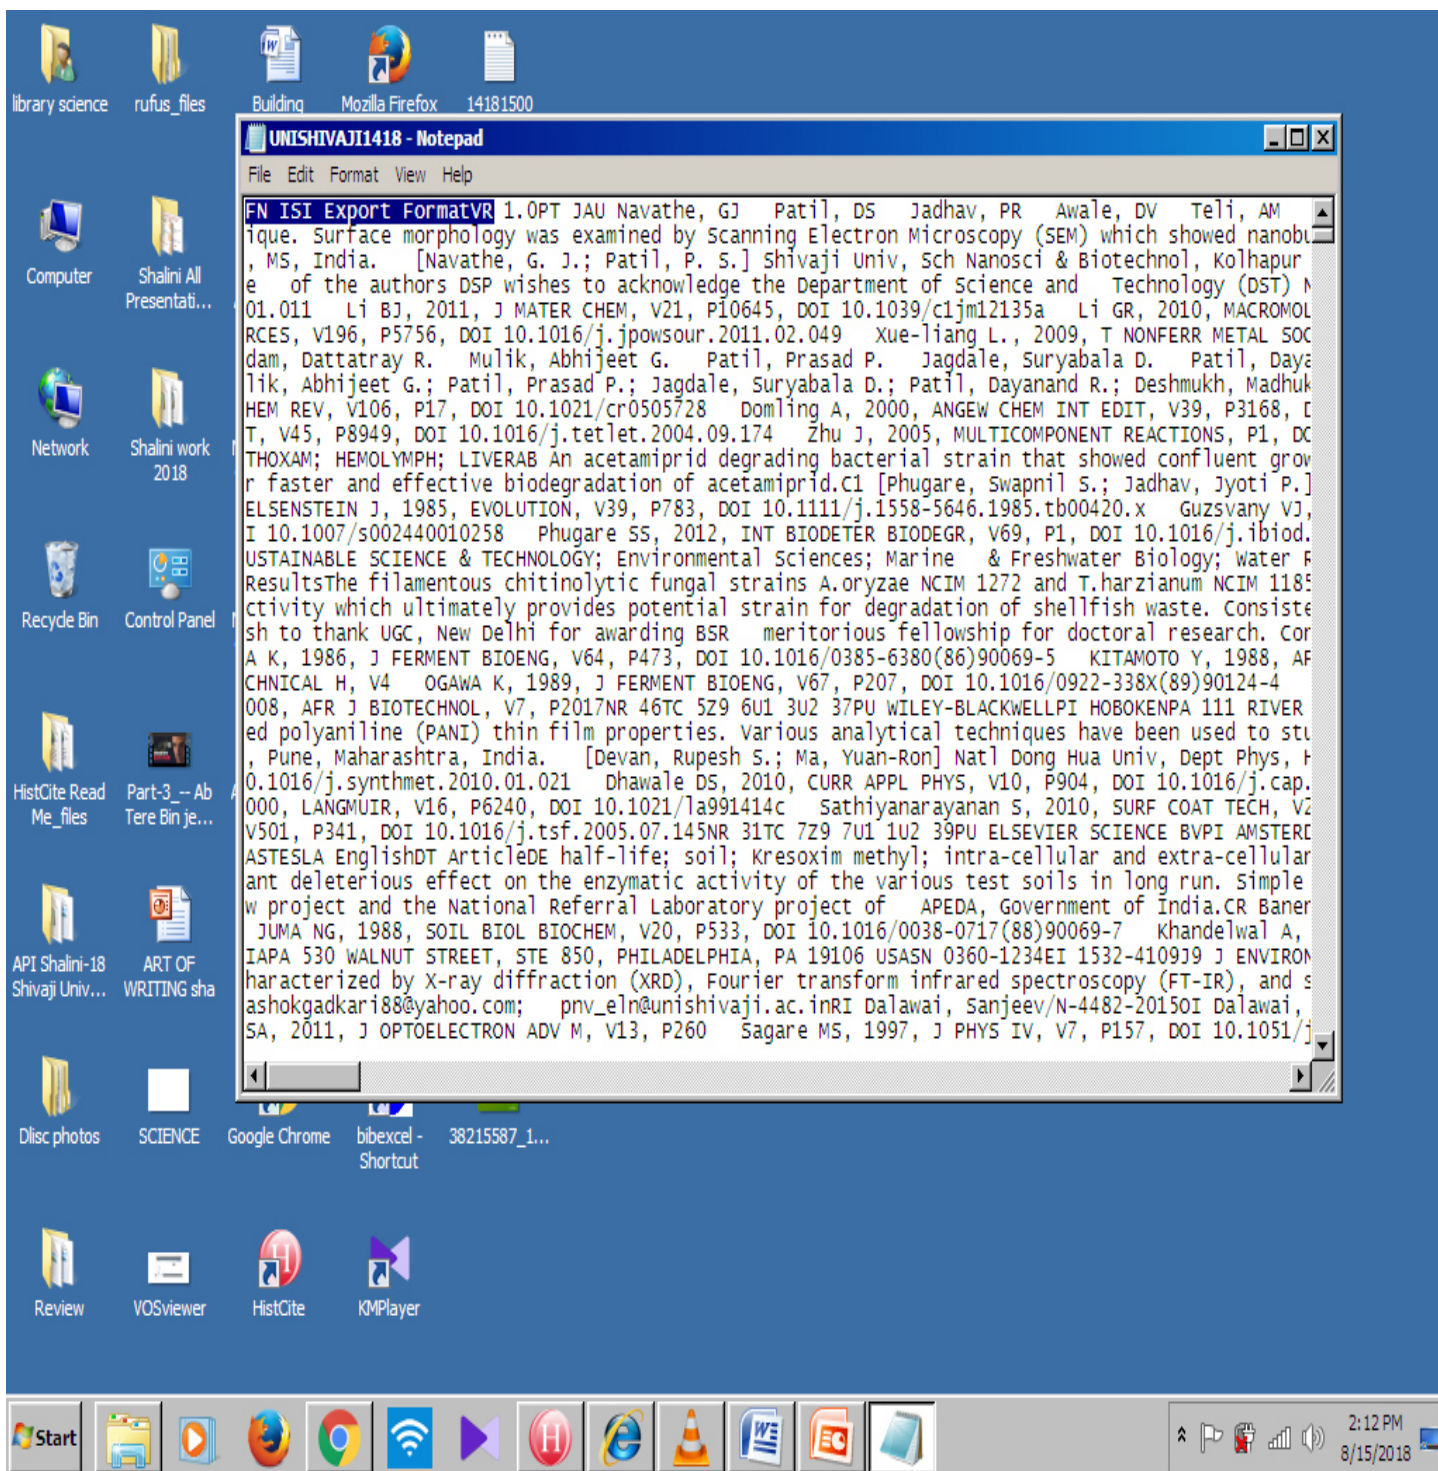 library science
rufus_files
Building
Mozilla Firefox
14181500
UNISHIVAJI1418 - Notepad
File Edit Format View Help
FN ISI Export FormatVR 1.0PT JAU Navathe, GJ Patil, DS Jadhav, PR Awale, DV Teli, AM
ique. Surface morphology was examined by Scanning Electron Microscopy (SEM) which showed nanobu
, MS, India. [Navathe, G. J.; Patil, P. S.] Shivaji Univ, Sch Nanosci & Biotechnol, Kolhapur
e of the authors DSP wishes to acknowledge the Department of Science and Technology (DST) N
01.011 Li BJ, 2011, J MATER CHEM, V21, P10645, DOI 10.1039/c1jm12135a Li GR, 2010, MACROMOL
RCES, V196, P5756, DOI 10.1016/j.jpowsour.2011.02.049 Xue-liang L., 2009, T NONFERR METAL SOC
dam, Dattatray R. Mulik, Abhijeet G. Patil, Prasad P. Jagdale, Suryabala D. Patil, Daya
lik, Abhijeet G.; Patil, Prasad P.; Jagdale, Suryabala D.; Patil, Dayanand R.; Deshmukh, Madhuk
HEM REV, V106, P17, DOI 10.1021/cr0505728 Domling A, 2000, ANGEW CHEM INT EDIT, V39, P3168, D
T, V45, P8949, DOI 10.1016/j.tetlet.2004.09.174 Zhu J, 2005, MULTICOMPONENT REACTIONS, P1, DO
THOXAM; HEMOLYMPH; LIVERAB An acetamiprid degrading bacterial strain that showed confluent grow
r faster and effective biodegradation of acetamiprid.C1 [Phugare, Swapnil S.; Jadhav, Jyoti P.]
ELSENSTEIN J, 1985, EVOLUTION, V39, P783, DOI 10.1111/j.1558-5646.1985.tb00420.x Guzsvany VJ,
I 10.1007/s002440010258 Phugare SS, 2012, INT BIODETER BIODEGR, V69, P1, DOI 10.1016/j.ibiod.
USTAINABLE SCIENCE & TECHNOLOGY; Environmental Sciences; Marine & Freshwater Biology; Water R
ResultsThe filamentous chitinolytic fungal strains A.oryzae NCIM 1272 and T.harzianum NCIM 1185
ctivity which ultimately provides potential strain for degradation of shellfish waste. Consiste
sh to thank UGC, New Delhi for awarding BSR meritorious fellowship for doctoral research. Con
A K, 1986, J FERMENT BIOENG, V64, P473, DOI 10.1016/0385-6380(86)90069-5 KITAMOTO Y, 1988, AP
CHNICAL H, V4 OGAWA K, 1989, J FERMENT BIOENG, V67, P207, DOI 10.1016/0922-338X(89)90124-4
008, AFR J BIOTECHNOL, V7, P2017NR 46TC 5Z9 6U1 3U2 37PU WILEY-BLACKWELLPI HOBOKENPA 111 RIVER
ed polyaniline (PANI) thin film properties. Various analytical techniques have been used to stu
, Pune, Maharashtra, India. [Devan, Rupesh S.; Ma, Yuan-Ron] Natl Dong Hua Univ, Dept Phys, H
0.1016/j.synthmet.2010.01.021 Dhawale DS, 2010, CURR APPL PHYS, V10, P904, DOI 10.1016/j.cap.
000, LANGMUIR, V16, P6240, DOI 10.1021/la991414c Sathiyanarayanan S, 2010, SURF COAT TECH, V2
V501, P341, DOI 10.1016/j.tsf.2005.07.145NR 31TC 7Z9 7U1 1U2 39PU ELSEVIER SCIENCE BVPI AMSTERD
ASTESLA EnglishDT ArticleDE half-life; soil; Kresoxim methyl; intra-cellular and extra-cellular
ant deleterious effect on the enzymatic activity of the various test soils in long run. Simple
w project and the National Referral Laboratory project of APEDA, Government of India.CR Baner
JUMA NG, 1988, SOIL BIOL BIOCHEM, V20, P533, DOI 10.1016/0038-0717(88)90069-7 Khandelwal A,
IAPA 530 WALNUT STREET, STE 850, PHILADELPHIA, PA 19106 USASN 0360-1234EI 1532-4109J9 J ENVIRON
haracterized by X-ray diffraction (XRD), Fourier transform infrared spectroscopy (FT-IR), and s
ashokgadkari88@yahoo.com; pnv_eln@unishivaji.ac.inRI Dalawai, Sanjeev/N-4482-2015OI Dalawai,
SA, 2011, J OPTOELECTRON ADV M, V13, P260 Sagare MS, 1997, J PHYS IV, V7, P157, DOI 10.1051/j
Computer
Shalini All
Presentati...
Network
Shalini work
2018
Recycle Bin
Control Panel
HistCite Read
Me_files
Part-3_-- Ab
Tere Bin je...
API Shalini-18
Shivaji Univ...
ART OF
WRITING sha
Dlisc photos
SCIENCE
Google Chrome
bibexcel -
Shortcut
38215587_1...
Review
VOSviewer
HistCite
KMPlayer
Start
2:12 PM
8/15/2018